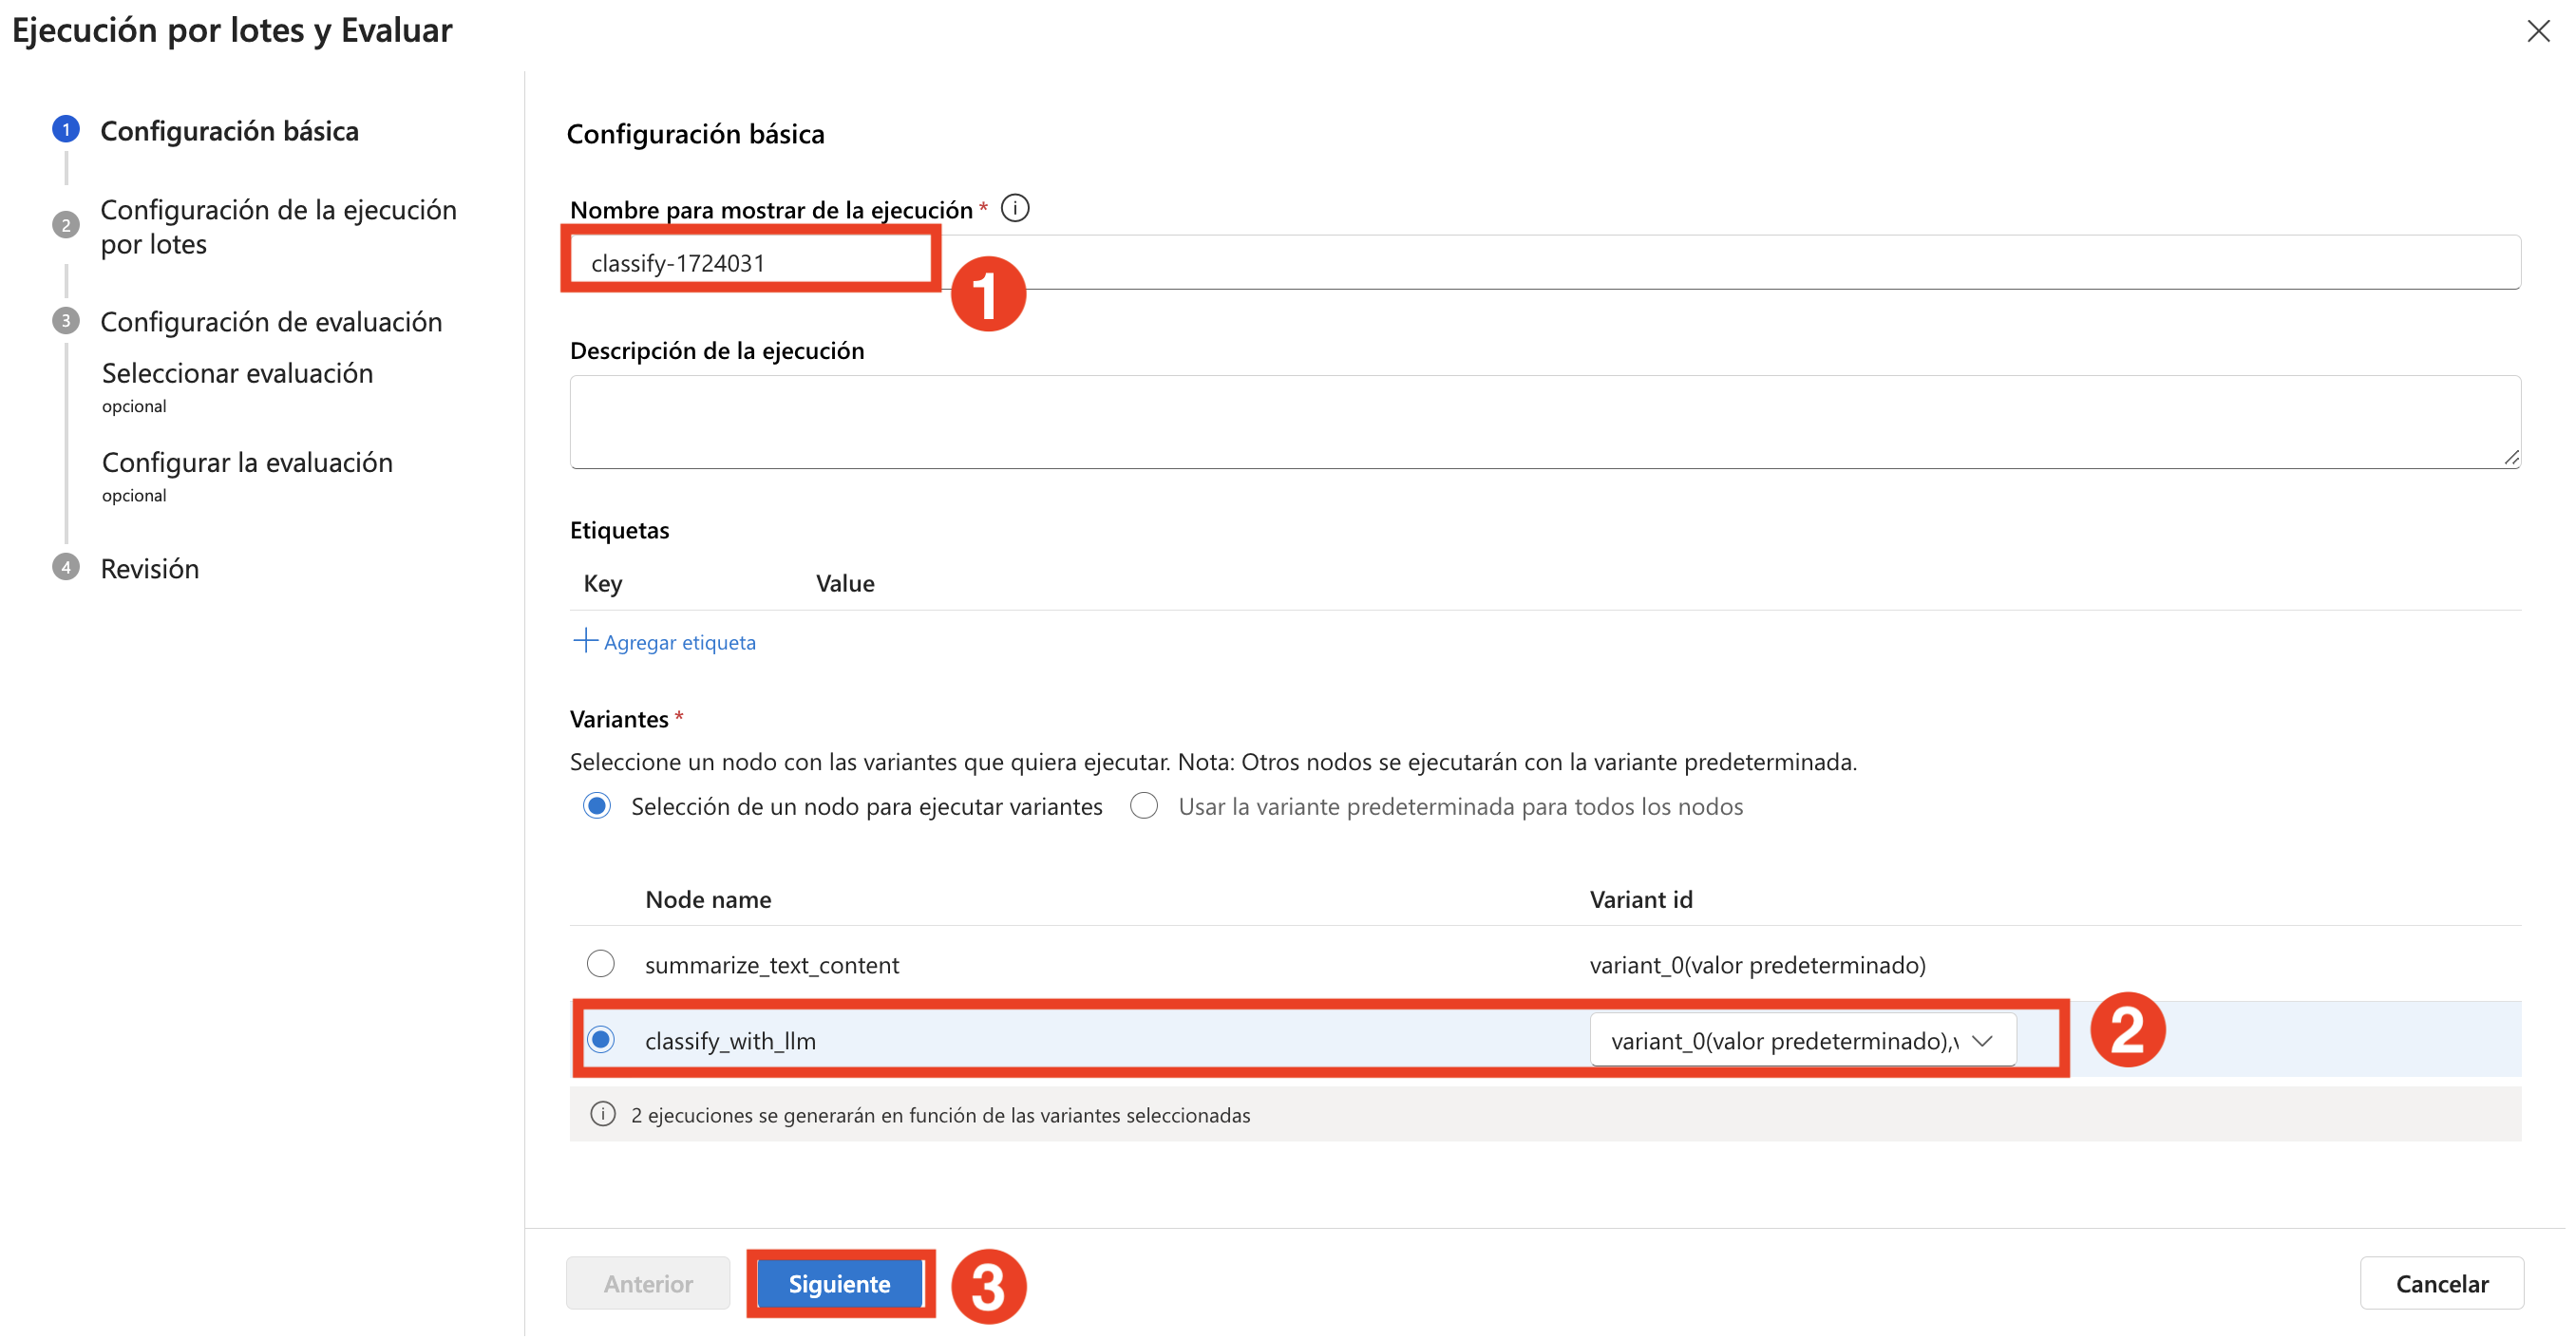 Ejecución por lotes y Evaluar
1 Configuración básica
2 Configuración de la ejecución
por lotes
3 Configuración de evaluación
Seleccionar evaluación
opcional
Configurar la evaluación
opcional
4 Revisión
Configuración básica
Nombre para mostrar de la ejecución *
classify-1724031
1
Descripción de la ejecución
Etiquetas
Key Value
Agregar etiqueta
Variantes *
Seleccione un nodo con las variantes que quiera ejecutar. Nota: Otros nodos se ejecutarán con la variante predeterminada.
Selección de un nodo para ejecutar variantes Usar la variante predeterminada para todos los nodos
Node name Variant id
summarize_text_content variant_0(valor predeterminado)
classify_with_llm variant_0(valor predeterminado), 2
2 ejecuciones se generarán en función de las variantes seleccionadas
Anterior Siguiente 3 Cancelar